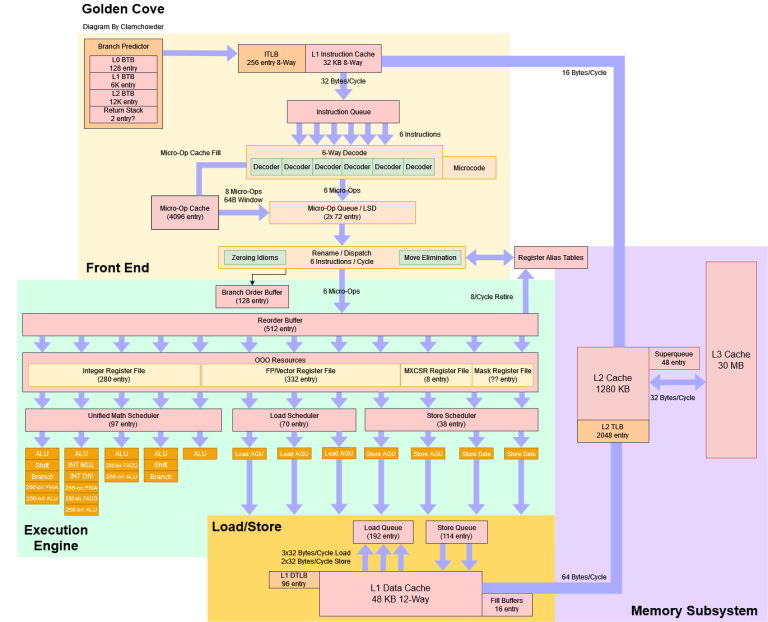 Golden Cove
Diagram By Clamchowder
Branch Predictor
L0 BTB
128 entry
L1 BTB
6K entry
L2 BTB
12K entry
Return Stack
2 entry?
ITLB
256 entry 8-Way
L1 Instruction Cache
32 KB 8-Way
16 Bytes/Cycle
32 Bytes/Cycle
Instruction Queue
6 Instructions
Micro-Op Cache Fill
6-Way Decode
Decoder
Decoder
Decoder
Decoder
Decoder
Decoder
Microcode
8 Micro-Ops
64B Window
6 Micro-Ops
Micro-Op Cache
(4096 entry)
Micro-Op Queue / LSD
(2x 72 entry)
Zeroing Idioms
Rename / Dispatch
6 Instructions / Cycle
Move Elimination
Register Alias Tables
Front End
Branch Order Buffer
(128 entry)
6 Micro-Ops
8/Cycle Retire
Reorder Buffer
(512 entry)
OOO Resources
Integer Register File
(280 entry)
FP/Vector Register File
(332 entry)
MXCSR Register File
(8 entry)
Mask Register File
(?? entry)
Unified Math Scheduler
(97 entry)
Load Scheduler
(70 entry)
Store Scheduler
(38 entry)
ALU
Shift
Branch
256-bit FMA
256-bit ALU
ALU
INT MUL
INT DIV
256-bit FMA
256-bit FADD
256-bit ALU
ALU
256-bit FADD
256-bit ALU
ALU
Shift
Branch
ALU
Load AGU
Load AGU
Load AGU
Store AGU
Store AGU
Store Data
Store Data
Execution
Engine
Load/Store
Load Queue
(192 entry)
Store Queue
(114 entry)
3x32 Bytes/Cycle Load
2x32 Bytes/Cycle Store
L1 DTLB
96 entry
L1 Data Cache
48 KB 12-Way
Fill Buffers
16 entry
64 Bytes/Cycle
L2 Cache
1280 KB
L2 TLB
2048 entry
Superqueue
48 entry
32 Bytes/Cycle
L3 Cache
30 MB
Memory Subsystem